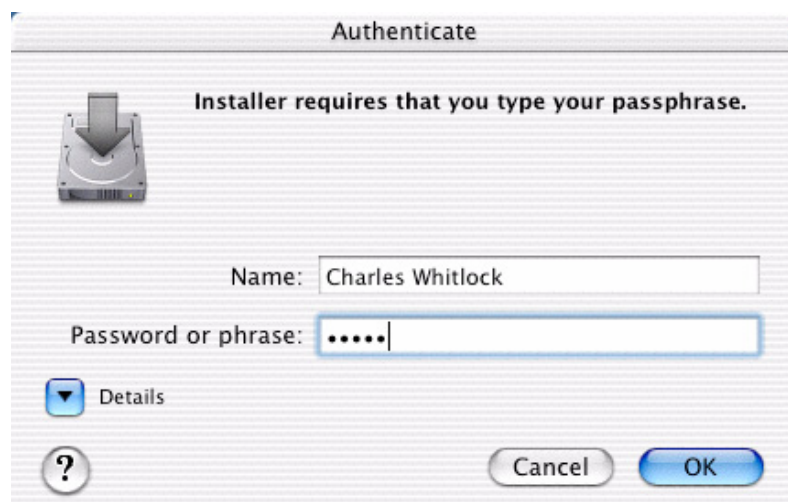 Authenticate
Installer requires that you type your passphrase.
Name: Charles Whitlock
Password or phrase: •••••
Details
? Cancel OK